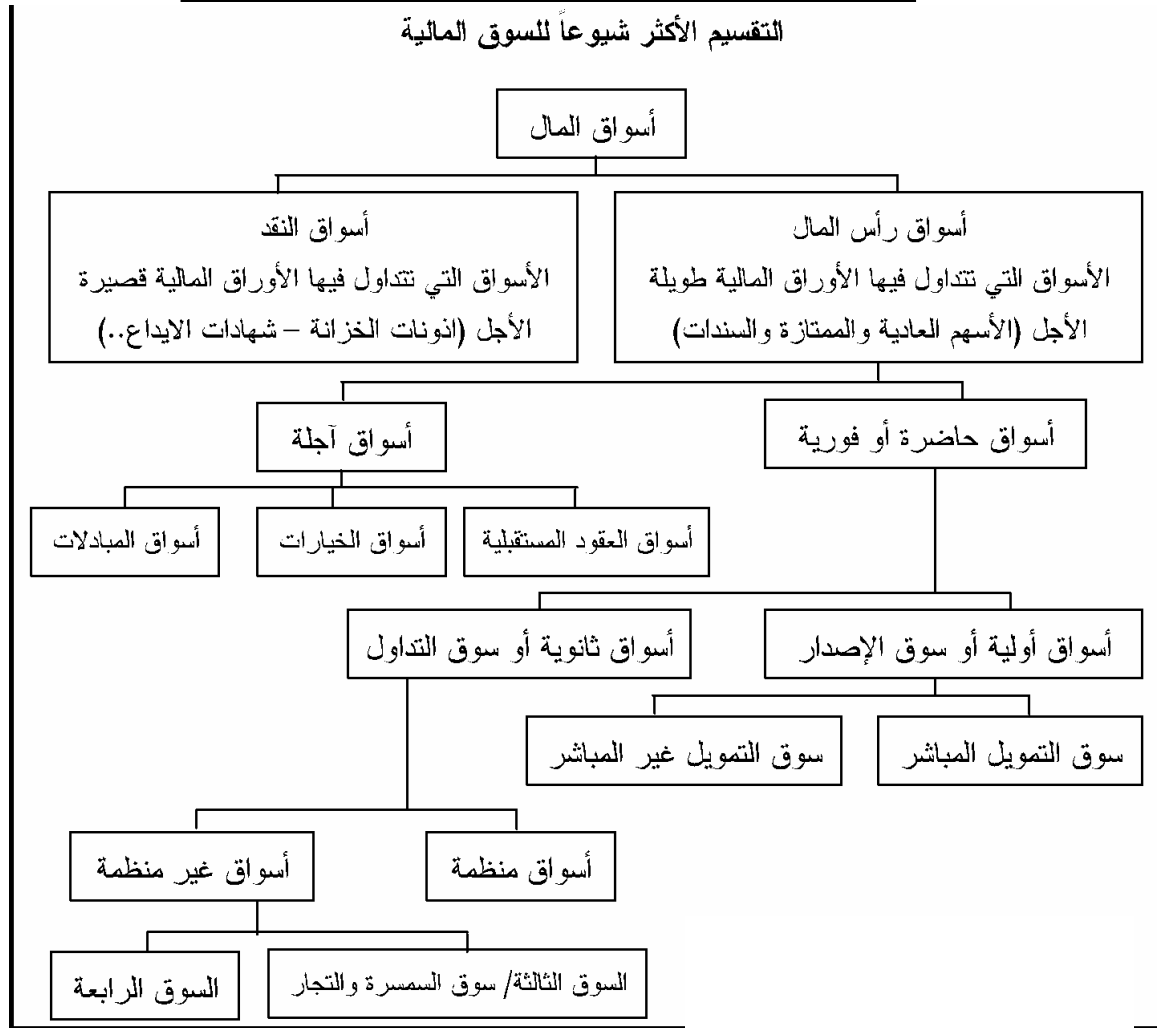 التقسيم الأكثر شيوعاً للسوق المالية
أسواق المال
أسواق رأس المال
الأسواق التي تتداول فيها الأوراق المالية طويلة
الأجل (الأسهم العادية والممتازة والسندات)
أسواق النقد
الأسواق التي تتداول فيها الأوراق المالية قصيرة
الأجل (اذونات الخزانة – شهادات الايداع..)
أسواق حاضرة أو فورية
أسواق آجلة
أسواق العقود المستقبلية
أسواق الخيارات
أسواق المبادلات
أسواق أولية أو سوق الإصدار
أسواق ثانوية أو سوق التداول
سوق التمويل المباشر
سوق التمويل غير المباشر
أسواق منظمة
أسواق غير منظمة
السوق الثالثة/ سوق السمسرة والتجار
السوق الرابعة